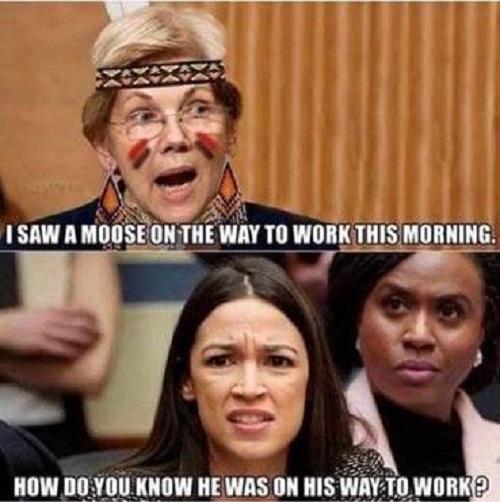 I SAW A MOOSE ON THE WAY TO WORK THIS MORNING.
HOW DO YOU KNOW HE WAS ON HIS WAY TO WORK?